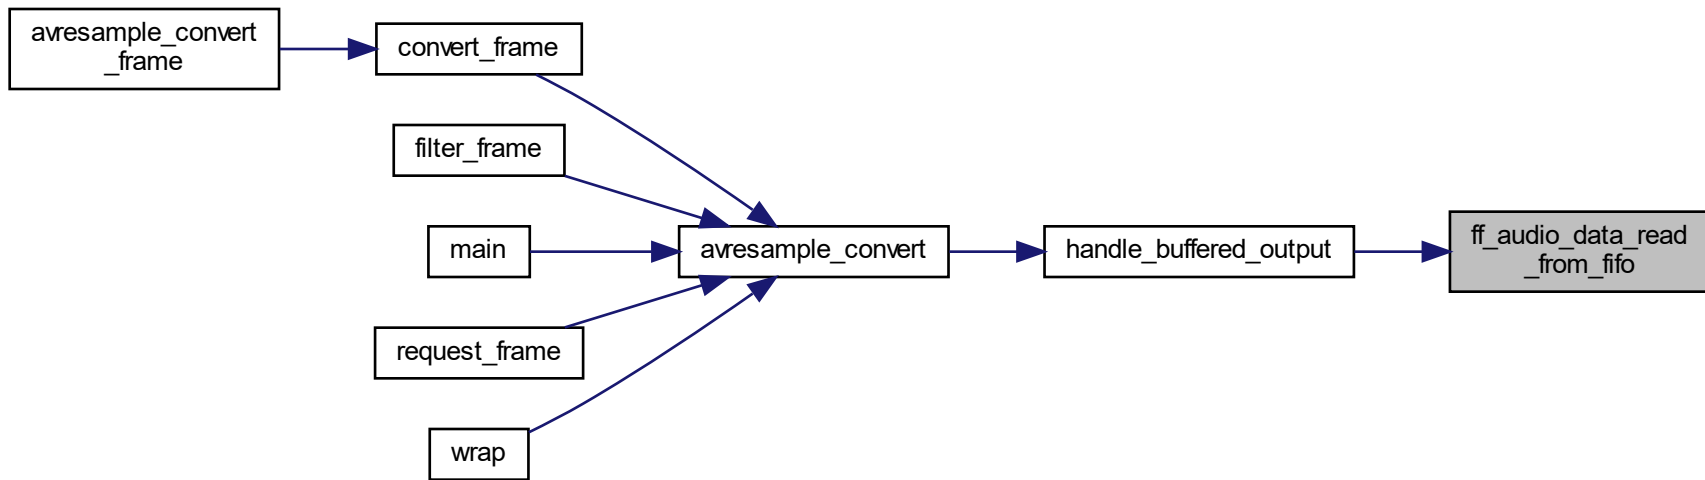 avresample_convert
_frame
convert_frame
filter_frame
main
avresample_convert
handle_buffered_output
ff_audio_data_read
_from_fifo
request_frame
wrap